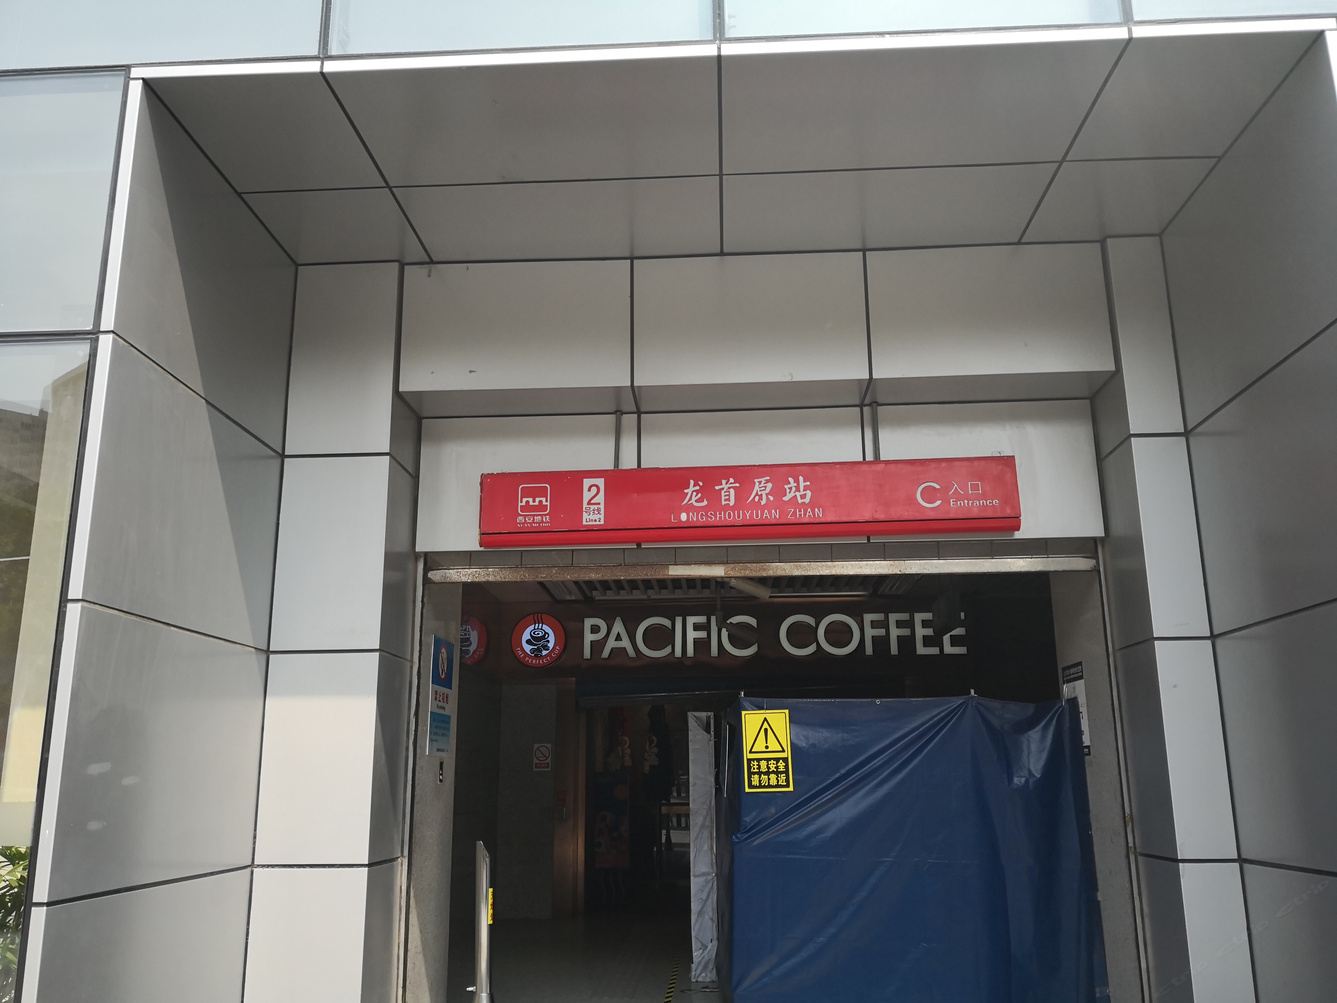 西安地铁
2
号线
Line 2
龙首原站
LONGSHOUYUAN ZHAN
C 入口
Entrance
THE PERFECT CUP
PACIFIC COFFEE
注意安全
请勿靠近